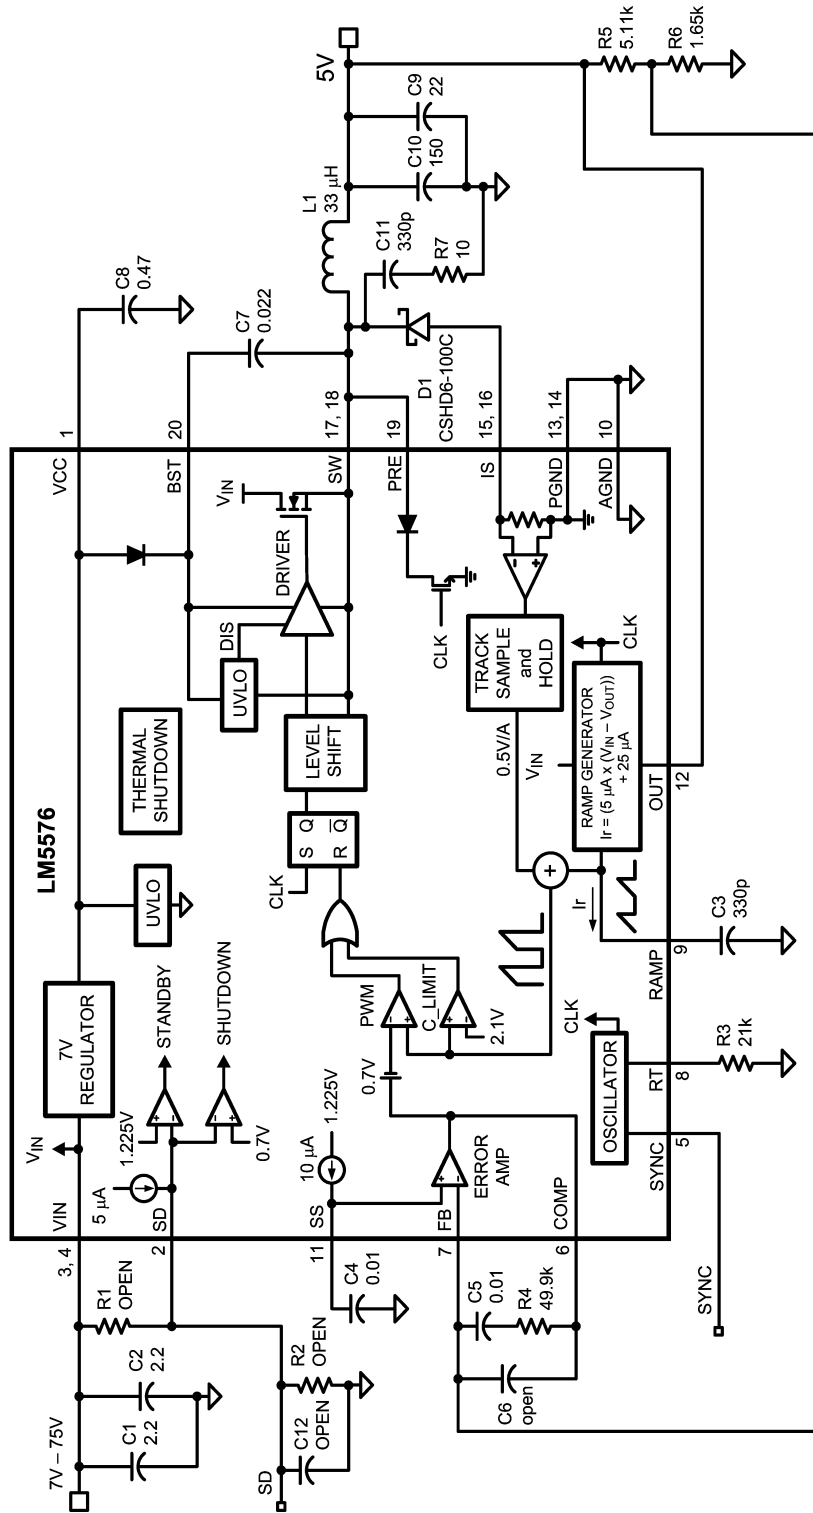 7V – 75V
C1
2.2
C2
2.2
R1
OPEN
SD
C12
OPEN
R2
OPEN
3, 4
VIN
VIN
7V
REGULATOR
5 µA
2
SD
1.225V
STANDBY
0.7V
SHUTDOWN
LM5576
UVLO
THERMAL
SHUTDOWN
VCC
1
C8
0.47
BST
20
C7
0.022
UVLO
DIS
DRIVER
VIN
LEVEL
SHIFT
CLK
S
Q
R
Q̅
SW
17, 18
L1
33 µH
5V
C10
150
C9
22
C11
330p
R7
10
D1
CSHD6-100C
PRE
19
CLK
IS
15, 16
PGND
13, 14
AGND
10
R5
5.11k
R6
1.65k
C4
0.01
11
SS
10 µA
1.225V
0.7V
PWM
C_LIMIT
2.1V
ERROR
AMP
7
FB
6
COMP
C5
0.01
R4
49.9k
C6
open
TRACK
SAMPLE
and
HOLD
0.5V/A
CLK
VIN
RAMP GENERATOR
Ir = (5 µA x (VIN – VOUT))
+ 25 µA
Ir
OUT
12
RAMP
9
C3
330p
OSCILLATOR
CLK
RT
8
R3
21k
SYNC
5
SYNC
+
–
+
–
+
–
+
–
+
–
–
+
+